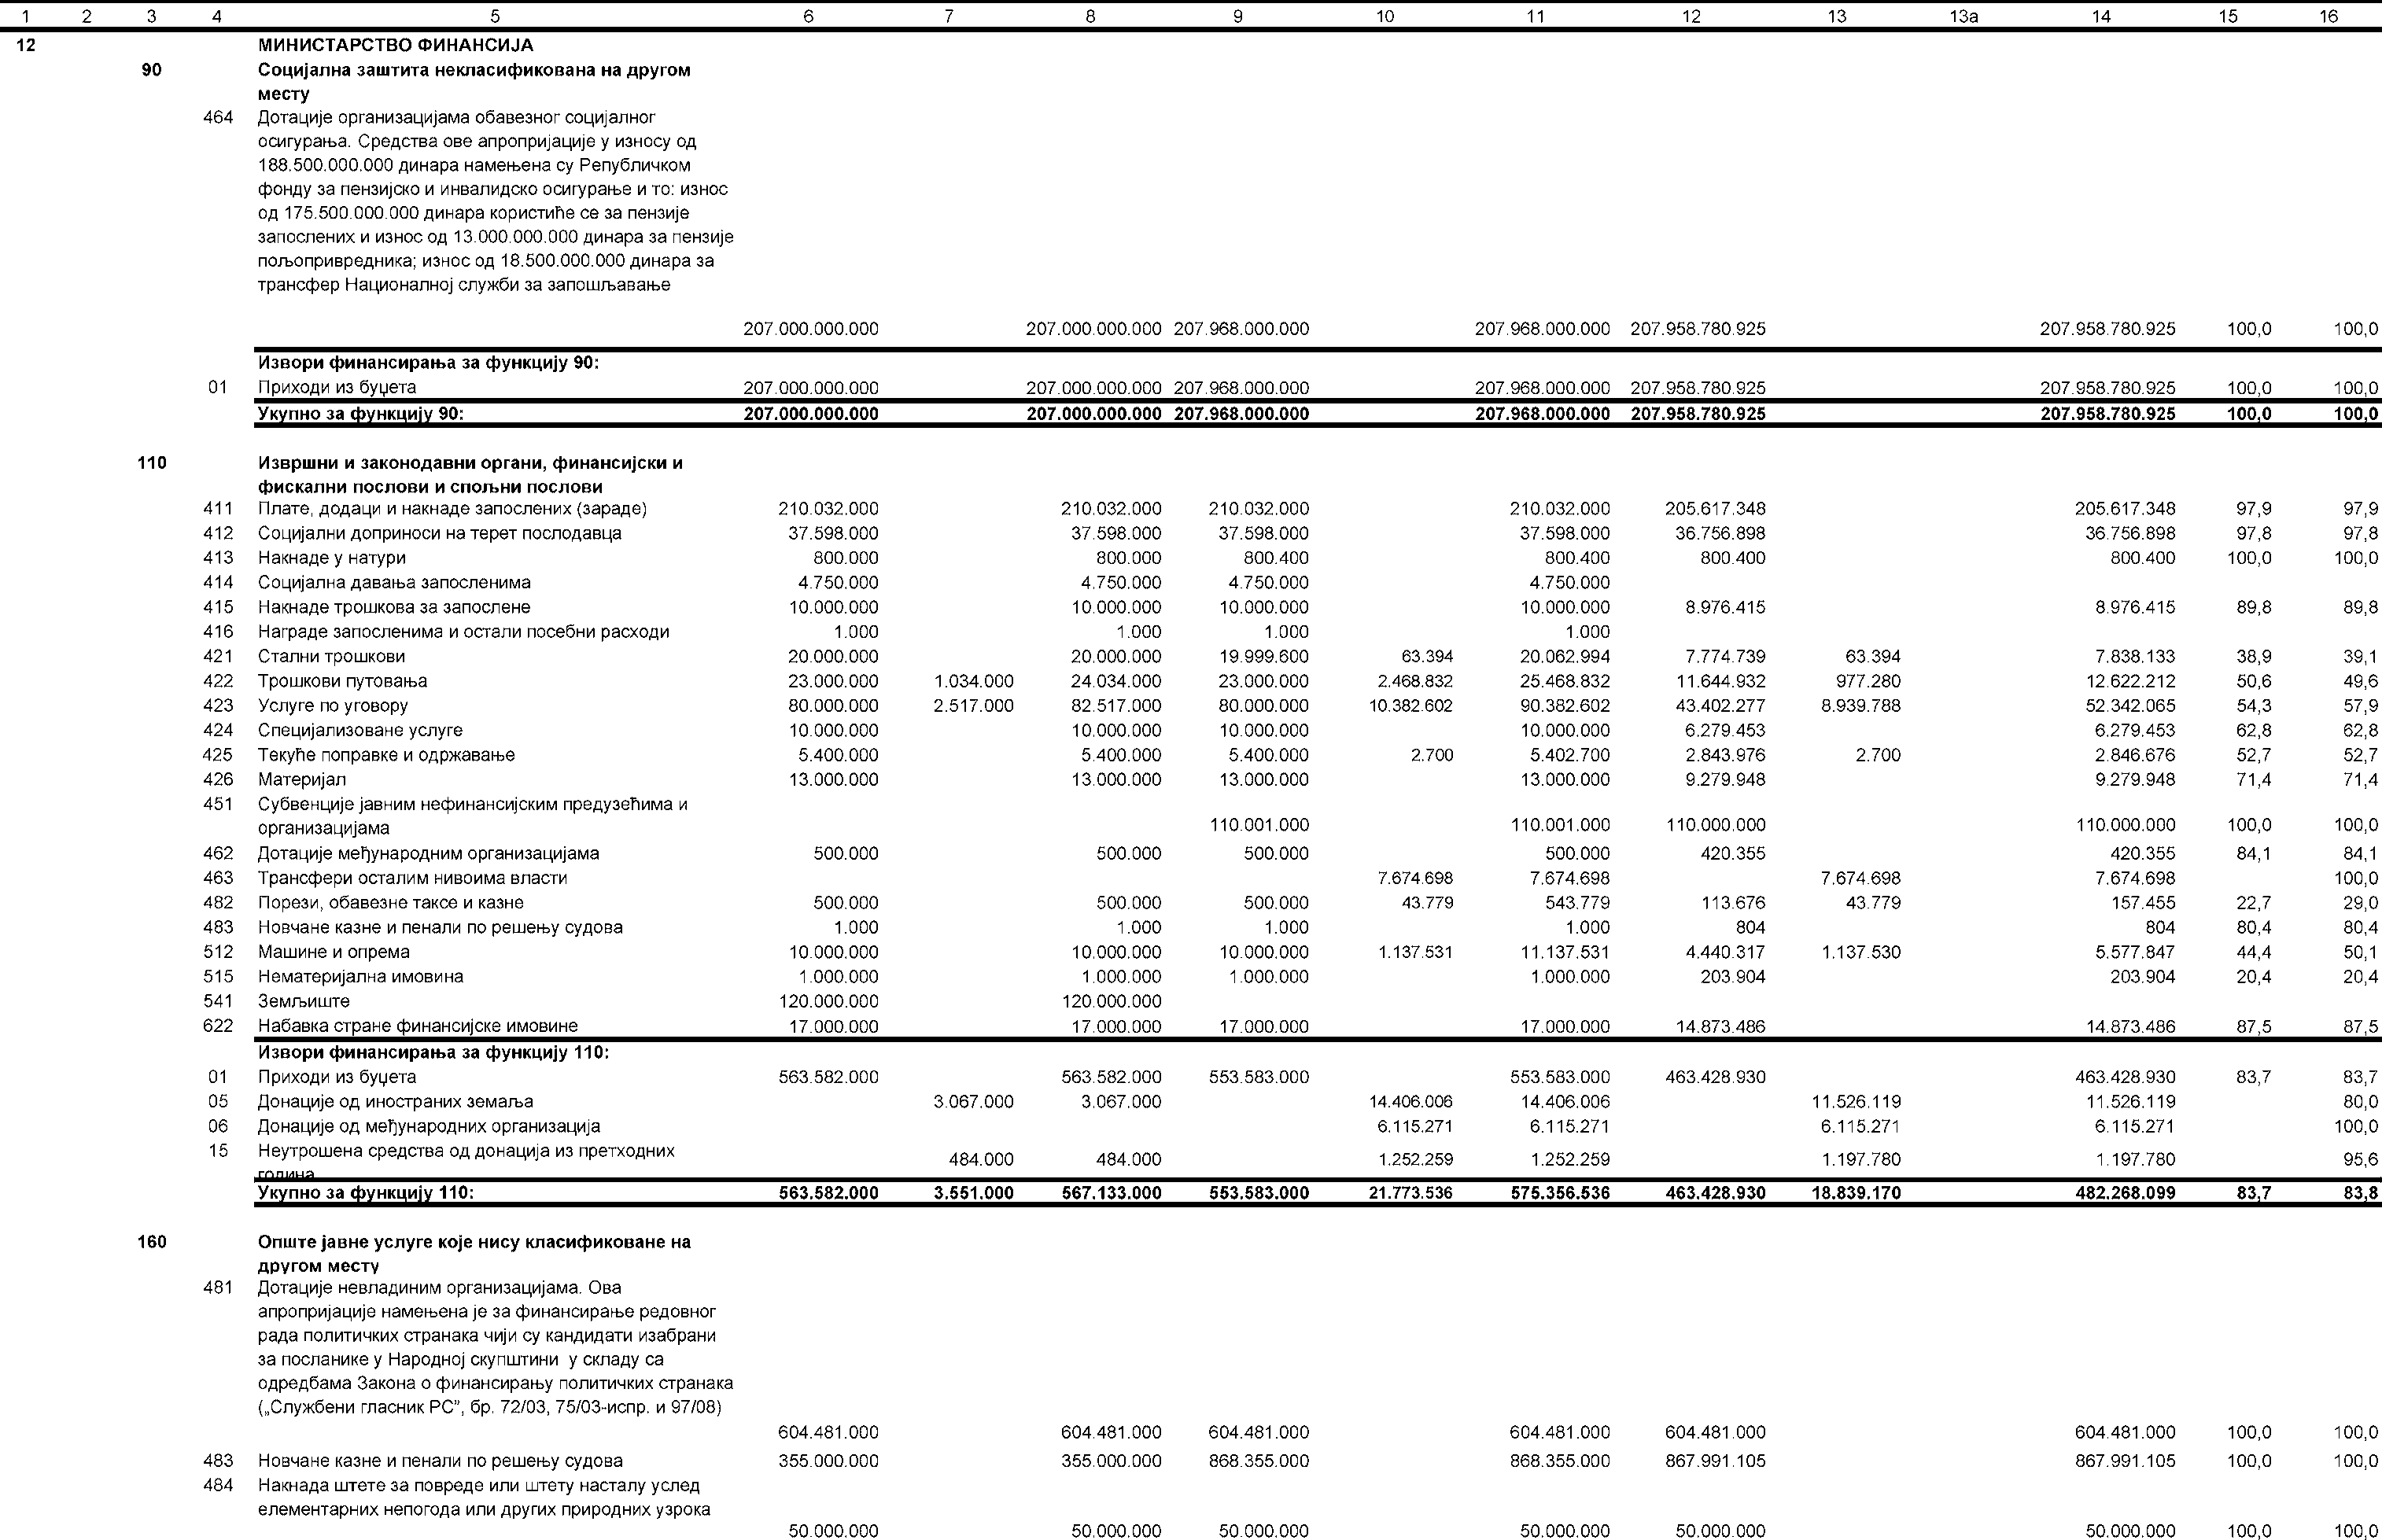 1 2 3 4 5 6 7 8 9 10 11 12 13 13а 14 15 16
12 МИНИСТАРСТВО ФИНАНСИЈА
90 Социјална заштита некласификована на другом
месту
464 Дотације организацијама обавезног социјалног
осигурања. Средства ове апропријације у износу од
188.500.000.000 динара намењена су Републичком
фонду за пензијско и инвалидско осигурање и то: износ
од 175.500.000.000 динара користиће се за пензије
запослених и износ од 13.000.000.000 динара за пензије
пољопривредника; износ од 18.500.000.000 динара за
трансфер Националној служби за запошљавање
207.000.000.000 207.000.000.000 207.968.000.000 207.968.000.000 207.958.780.925 207.958.780.925 100,0 100,0
Извори финансирања за функцију 90:
01 Приходи из буџета 207.000.000.000 207.000.000.000 207.968.000.000 207.968.000.000 207.958.780.925 207.958.780.925 100,0 100,0
Укупно за функцију 90: 207.000.000.000 207.000.000.000 207.968.000.000 207.968.000.000 207.958.780.925 207.958.780.925 100,0 100,0
110 Извршни и законодавни органи, финансијски и
фискални послови и спољни послови
411 Плате, додаци и накнаде запослених (зараде) 210.032.000 210.032.000 210.032.000 210.032.000 205.617.348 205.617.348 97,9 97,9
412 Социјални доприноси на терет послодавца 37.598.000 37.598.000 37.598.000 37.598.000 36.756.898 36.756.898 97,8 97,8
413 Накнаде у натури 800.000 800.000 800.400 800.400 800.400 800.400 100,0 100,0
414 Социјална давања запосленима 4.750.000 4.750.000 4.750.000 4.750.000
415 Накнаде трошкова за запослене 10.000.000 10.000.000 10.000.000 10.000.000 8.976.415 8.976.415 89,8 89,8
416 Награде запосленима и остали посебни расходи 1.000 1.000 1.000 1.000
421 Стални трошкови 20.000.000 20.000.000 19.999.600 63.394 20.062.994 7.774.739 63.394 7.838.133 38,9 39,1
422 Трошкови путовања 23.000.000 1.034.000 24.034.000 23.000.000 2.468.832 25.468.832 11.644.932 977.280 12.622.212 50,6 49,6
423 Услуге по уговору 80.000.000 2.517.000 82.517.000 80.000.000 10.382.602 90.382.602 43.402.277 8.939.788 52.342.065 54,3 57,9
424 Специјализоване услуге 10.000.000 10.000.000 10.000.000 10.000.000 6.279.453 6.279.453 62,8 62,8
425 Текуће поправке и одржавање 5.400.000 5.400.000 5.400.000 2.700 5.402.700 2.843.976 2.700 2.846.676 52,7 52,7
426 Материјал 13.000.000 13.000.000 13.000.000 13.000.000 9.279.948 9.279.948 71,4 71,4
451 Субвенције јавним нефинансијским предузећима и
организацијама 110.001.000 110.001.000 110.000.000 110.000.000 100,0 100,0
462 Дотације међународним организацијама 500.000 500.000 500.000 500.000 420.355 420.355 84,1 84,1
463 Трансфери осталим нивоима власти 7.674.698 7.674.698 7.674.698 7.674.698 100,0
482 Порези, обавезне таксе и казне 500.000 500.000 500.000 43.779 543.779 113.676 43.779 157.455 22,7 29,0
483 Новчане казне и пенали по решењу судова 1.000 1.000 1.000 1.000 804 804 80,4 80,4
512 Машине и опрема 10.000.000 10.000.000 10.000.000 1.137.531 11.137.531 4.440.317 1.137.530 5.577.847 44,4 50,1
515 Нематеријална имовина 1.000.000 1.000.000 1.000.000 1.000.000 203.904 203.904 20,4 20,4
541 Земљиште 120.000.000 120.000.000
622 Набавка стране финансијске имовине 17.000.000 17.000.000 17.000.000 17.000.000 14.873.486 14.873.486 87,5 87,5
Извори финансирања за функцију 110:
01 Приходи из буџета 563.582.000 563.582.000 553.583.000 553.583.000 463.428.930 463.428.930 83,7 83,7
05 Донације од иностраних земаља 3.067.000 3.067.000 14.406.006 14.406.006 11.526.119 11.526.119 80,0
06 Донације од међународних организација 6.115.271 6.115.271 6.115.271 6.115.271 100,0
15 Неутрошена средства од донација из претходних
година 484.000 484.000 1.252.259 1.252.259 1.197.780 1.197.780 95,6
Укупно за функцију 110: 563.582.000 3.551.000 567.133.000 553.583.000 21.773.536 575.356.536 463.428.930 18.839.170 482.268.099 83,7 83,8
160 Опште јавне услуге које нису класификоване на
другом месту
481 Дотације невладиним организацијама. Ова
апропријације намењена је за финансирање редовног
рада политичких странака чији су кандидати изабрани
за посланике у Народној скупштини у складу са
одредбама Закона о финансирању политичких странака
(„Службени гласник РС”, бр. 72/03, 75/03-испр. и 97/08)
604.481.000 604.481.000 604.481.000 604.481.000 604.481.000 604.481.000 100,0 100,0
483 Новчане казне и пенали по решењу судова 355.000.000 355.000.000 868.355.000 868.355.000 867.991.105 867.991.105 100,0 100,0
484 Накнада штете за повреде или штету насталу услед
елементарних непогода или других природних узрока
50.000.000 50.000.000 50.000.000 50.000.000 50.000.000 50.000.000 100,0 100,0